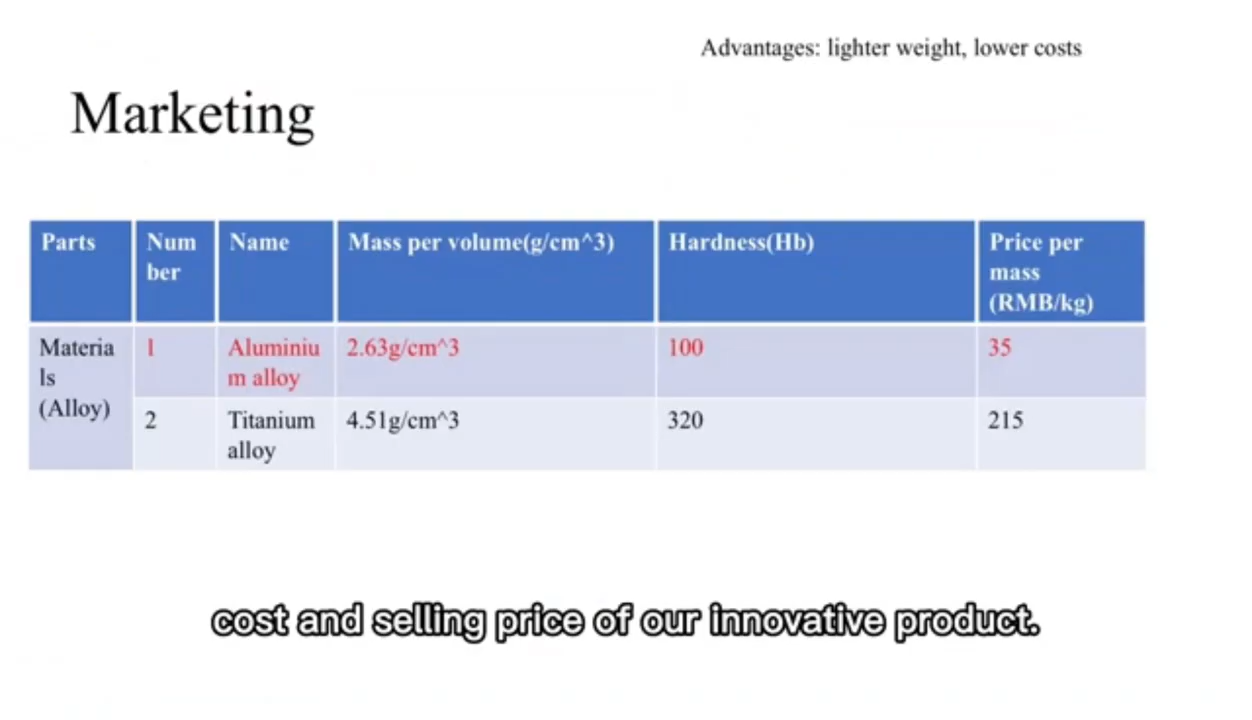 Advantages: lighter weight, lower costs
Marketing
Parts
Num
ber
Name
Mass per volume(g/cm^3)
Hardness(Hb)
Price per
mass
(RMB/kg)
Materia
ls
(Alloy)
1
Aluminiu
m alloy
2.63g/cm^3
100
35
2
Titanium
alloy
4.51g/cm^3
320
215
cost and selling price of our innovative product.